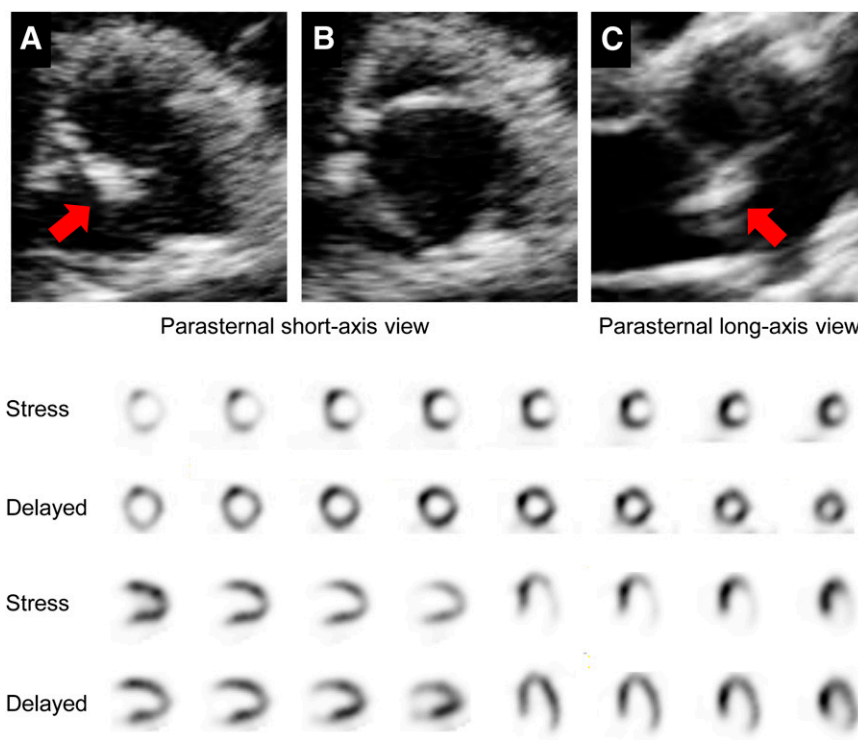 A B C
Parasternal short-axis view Parasternal long-axis view
Stress
Delayed
Stress
Delayed